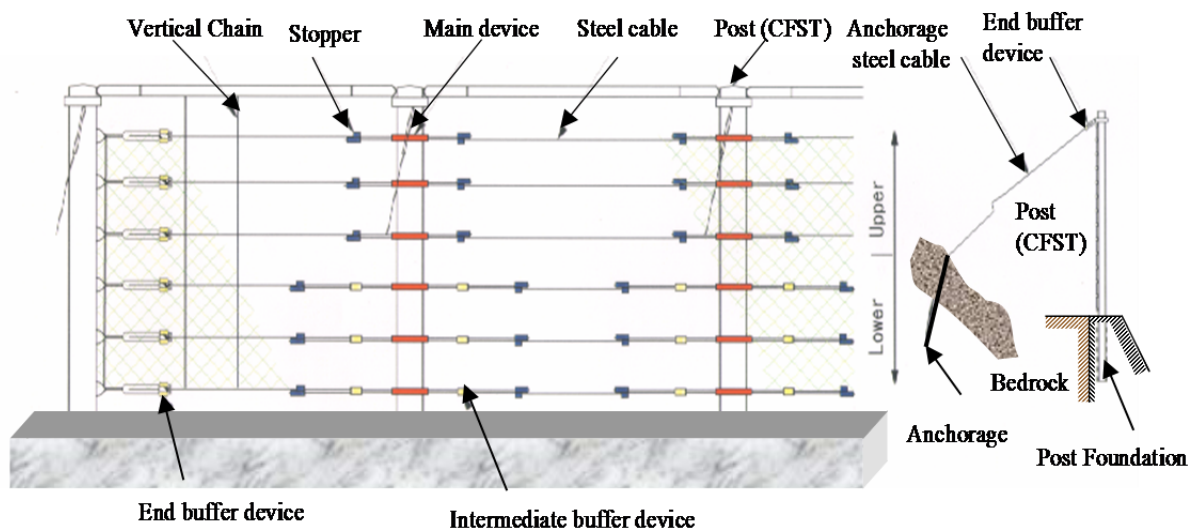 Vertical Chain
Stopper
Main device
Steel cable
Post (CFST)
Anchorage
steel cable
End buffer
device
Upper
Lower
Post
(CFST)
Bedrock
Anchorage
Post Foundation
End buffer device
Intermediate buffer device